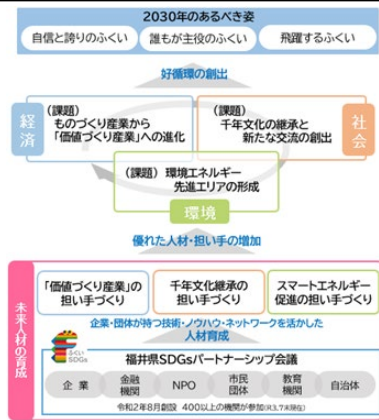 2030年のあるべき姿
自信と誇りのふくい
誰もが主役のふくい
飛躍するふくい
好循環の創出
経済
(課題)
ものづくり産業から
「価値づくり産業」への進化
(課題)
千年文化の継承と
新たな交流の創出
社会
(課題) 環境エネルギー
先進エリアの形成
環境
優れた人材・担い手の増加
未来人材の育成
「価値づくり産業」の
担い手づくり
千年文化継承の
担い手づくり
スマートエネルギー
促進の担い手づくり
企業・団体が持つ技術・ノウハウ・ネットワークを活かした
人材育成
ふくい
SDGs
福井県SDGsパートナーシップ会議
企業
金融
機関
NPO
市民
団体
教育
機関
自治体
令和2年8月創設 400以上の機関が参加(R3.7末現在)